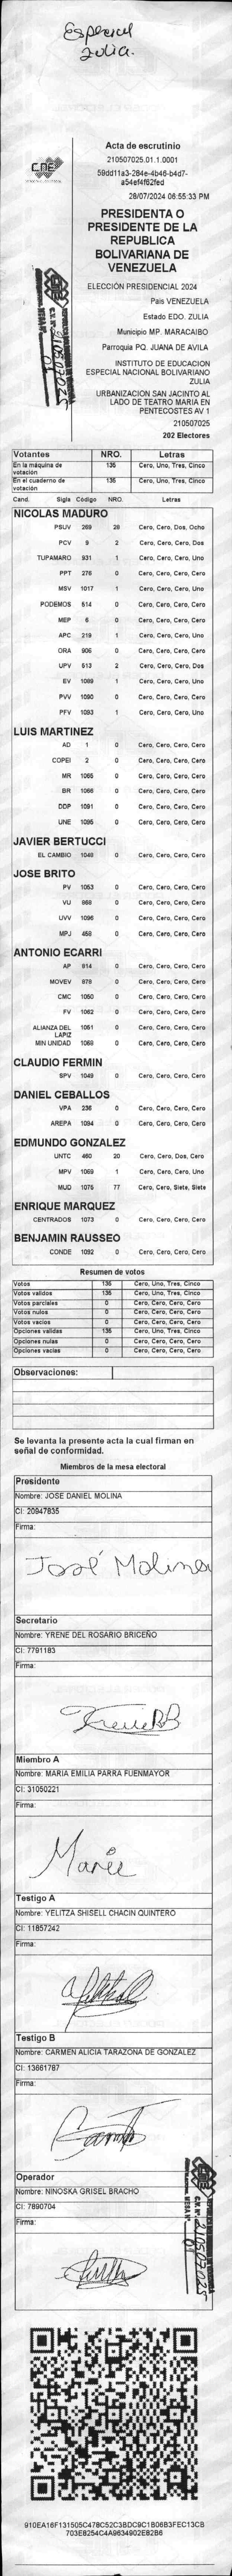 Especial
Zulia.
CNE
Acta de escrutinio
210507025.01.1.0001
59dd11a3-284e-4b46-b4d7-
a54ef4f62fed
28/07/2024 06:55:33 PM
PRESIDENTA O
PRESIDENTE DE LA
REPUBLICA
BOLIVARIANA DE
VENEZUELA
ELECCIÓN PRESIDENCIAL 2024
Pais VENEZUELA
Estado EDO. ZULIA
Municipio MP. MARACAIBO
Parroquia PQ. JUANA DE AVILA
INSTITUTO DE EDUCACION
ESPECIAL NACIONAL BOLIVARIANO
ZULIA
URBANIZACION SAN JACINTO AL
LADO DE TEATRO MARIA EN
PENTECOSTES AV 1
210507025
202 Electores
Votantes NRO. Letras
En la máquina de votación 135 Cero, Uno, Tres, Cinco
En el cuaderno de votación 135 Cero, Uno, Tres, Cinco
Cand. Sigla Codigo NRO. Letras
NICOLAS MADURO
PSUV 269 28 Cero, Cero, Dos, Ocho
PCV 9 2 Cero, Cero, Cero, Dos
TUPAMARO 931 1 Cero, Cero, Cero, Uno
PPT 276 0 Cero, Cero, Cero, Cero
MSV 1017 1 Cero, Cero, Cero, Uno
PODEMOS 514 0 Cero, Cero, Cero, Cero
MEP 6 0 Cero, Cero, Cero, Cero
APC 219 1 Cero, Cero, Cero, Uno
ORA 906 0 Cero, Cero, Cero, Cero
UPV 513 2 Cero, Cero, Cero, Dos
EV 1089 1 Cero, Cero, Cero, Uno
PVV 1090 0 Cero, Cero, Cero, Cero
PFV 1093 1 Cero, Cero, Cero, Uno
LUIS MARTINEZ
AD 1 0 Cero, Cero, Cero, Cero
COPEI 2 0 Cero, Cero, Cero, Cero
MR 1065 0 Cero, Cero, Cero, Cero
BR 1066 0 Cero, Cero, Cero, Cero
DDP 1091 0 Cero, Cero, Cero, Cero
UNE 1095 0 Cero, Cero, Cero, Cero
JAVIER BERTUCCI
EL CAMBIO 1048 0 Cero, Cero, Cero, Cero
JOSE BRITO
PV 1053 0 Cero, Cero, Cero, Cero
VU 868 0 Cero, Cero, Cero, Cero
UVV 1096 0 Cero, Cero, Cero, Cero
MPJ 458 0 Cero, Cero, Cero, Cero
ANTONIO ECARRI
AP 814 0 Cero, Cero, Cero, Cero
MOVEV 878 0 Cero, Cero, Cero, Cero
CMC 1050 0 Cero, Cero, Cero, Cero
FV 1062 0 Cero, Cero, Cero, Cero
ALIANZA DEL LAPIZ 1051 0 Cero, Cero, Cero, Cero
MIN UNIDAD 1069 0 Cero, Cero, Cero, Cero
CLAUDIO FERMIN
SPV 1049 0 Cero, Cero, Cero, Cero
DANIEL CEBALLOS
VPA 236 0 Cero, Cero, Cero, Cero
AREPA 1094 0 Cero, Cero, Cero, Cero
EDMUNDO GONZALEZ
UNTC 460 20 Cero, Cero, Dos, Cero
MPV 1069 1 Cero, Cero, Cero, Uno
MUD 1075 77 Cero, Cero, Siete, Siete
ENRIQUE MARQUEZ
CENTRADOS 1073 0 Cero, Cero, Cero, Cero
BENJAMIN RAUSSEO
CONDE 1092 0 Cero, Cero, Cero, Cero
Resumen de votos
Votos 135 Cero, Uno, Tres, Cinco
Votos validos 135 Cero, Uno, Tres, Cinco
Votos parciales 0 Cero, Cero, Cero, Cero
Votos nulos 0 Cero, Cero, Cero, Cero
Votos vacios 0 Cero, Cero, Cero, Cero
Opciones validas 135 Cero, Uno, Tres, Cinco
Opciones nulas 0 Cero, Cero, Cero, Cero
Opciones vacias 0 Cero, Cero, Cero, Cero
Observaciones:
Se levanta la presente acta la cual firman en
señal de conformidad.
Miembros de la mesa electoral
Presidente
Nombre: JOSE DANIEL MOLINA
CI: 20947835
Firma:
José Molina
Secretario
Nombre: YRENE DEL ROSARIO BRICEÑO
CI: 7791183
Firma:
Miembro A
Nombre: MARIA EMILIA PARRA FUENMAYOR
CI: 31050221
Firma:
Testigo A
Nombre: YELITZA SHISELL CHACIN QUINTERO
CI: 11857242
Firma:
Testigo B
Nombre: CARMEN ALICIA TARAZONA DE GONZALEZ
CI: 13661787
Firma:
Operador
Nombre: NINOSKA GRISEL BRACHO
CI: 7890704
Firma:
910EA16F131505C478C52C3BDC9C1B06B3FEC13CB
703E8254C4A9634902E82B6